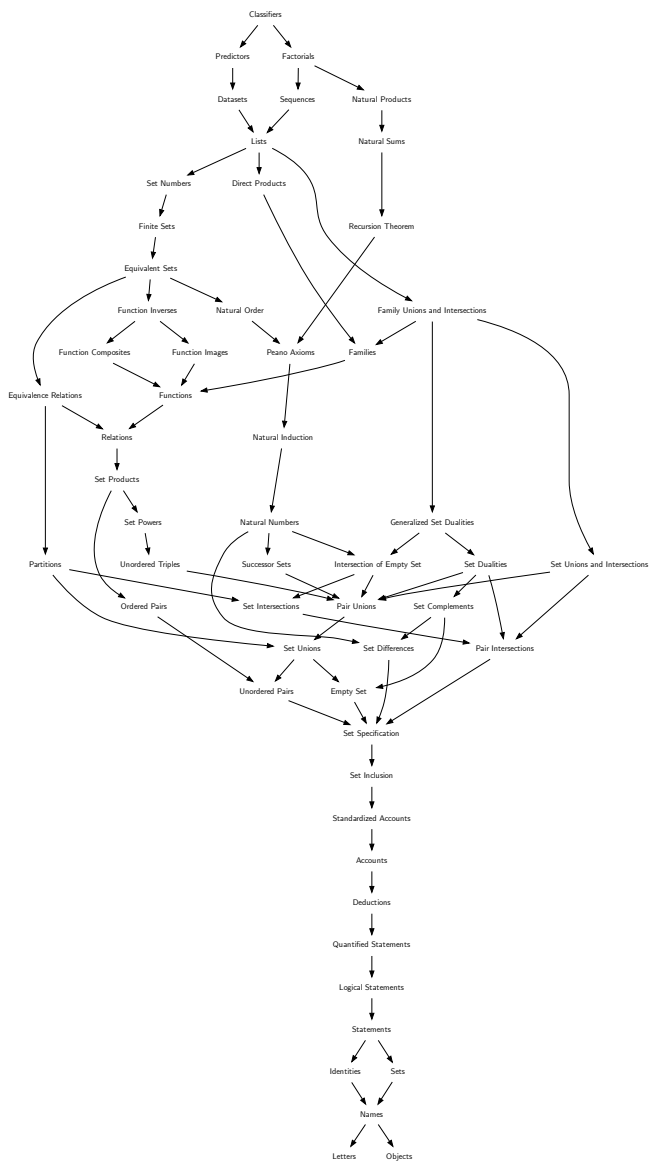 Classifiers
Predictors Factorials
Datasets Sequences Natural Products
Lists Natural Sums
Set Numbers Direct Products
Finite Sets Recursion Theorem
Equivalent Sets
Function Inverses Natural Order Family Unions and Intersections
Function Composites Function Images Peano Axioms Families
Equivalence Relations Functions
Relations Natural Induction
Set Products
Set Powers Natural Numbers Generalized Set Dualities
Partitions Unordered Triples Successor Sets Intersection of Empty Set Set Dualities Set Unions and Intersections
Ordered Pairs Set Intersections Pair Unions Set Complements
Set Unions Set Differences Pair Intersections
Unordered Pairs Empty Set
Set Specification
Set Inclusion
Standardized Accounts
Accounts
Deductions
Quantified Statements
Logical Statements
Statements
Identities Sets
Names
Letters Objects